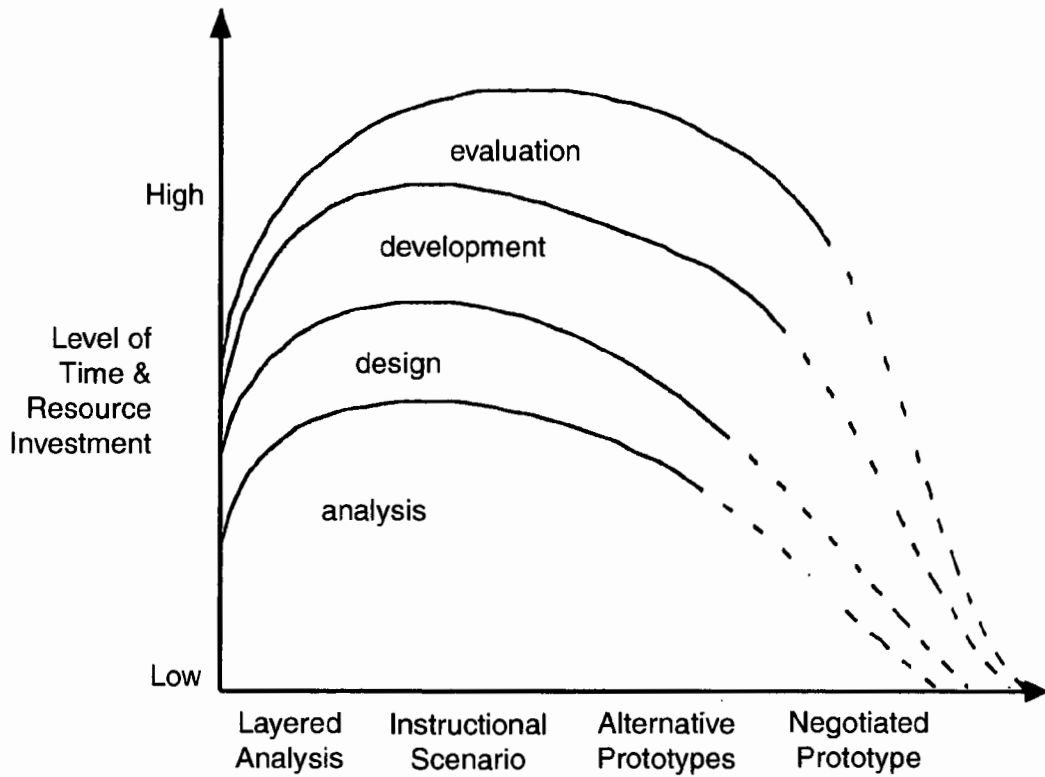 evaluation
High
development
Level of
Time &
Resource
Investment
design
analysis
Low
Layered
Analysis
Instructional
Scenario
Alternative
Prototypes
Negotiated
Prototype